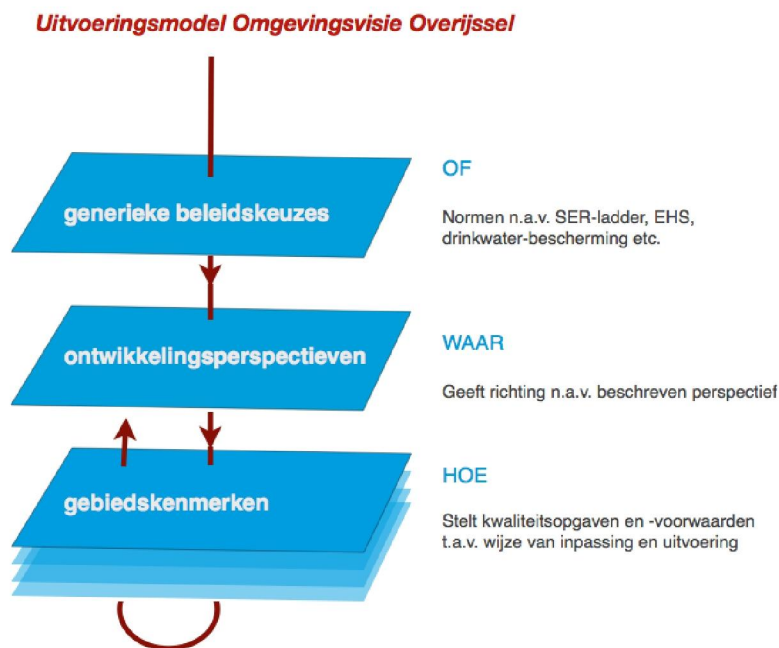 Uitvoeringsmodel Omgevingsvisie Overijssel
generieke beleidskeuzes
OF
Normen n.a.v. SER-ladder, EHS,
drinkwater-bescherming etc.
ontwikkelingsperspectieven
WAAR
Geeft richting n.a.v. beschreven perspectief
gebiedskenmerken
HOE
Stelt kwaliteitsopgaven en -voorwaarden
t.a.v. wijze van inpassing en uitvoering